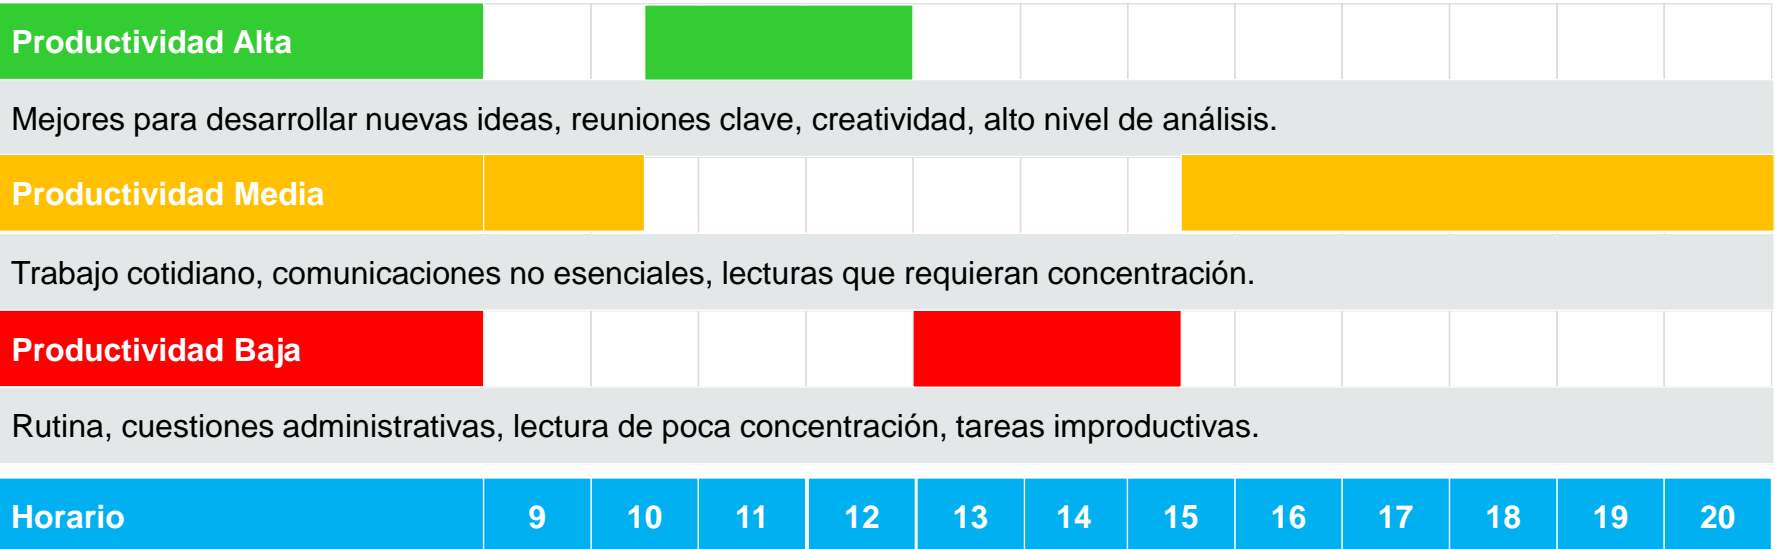 Productividad Alta
Mejores para desarrollar nuevas ideas, reuniones clave, creatividad, alto nivel de análisis.
Productividad Media
Trabajo cotidiano, comunicaciones no esenciales, lecturas que requieran concentración.
Productividad Baja
Rutina, cuestiones administrativas, lectura de poca concentración, tareas improductivas.
Horario 9 10 11 12 13 14 15 16 17 18 19 20